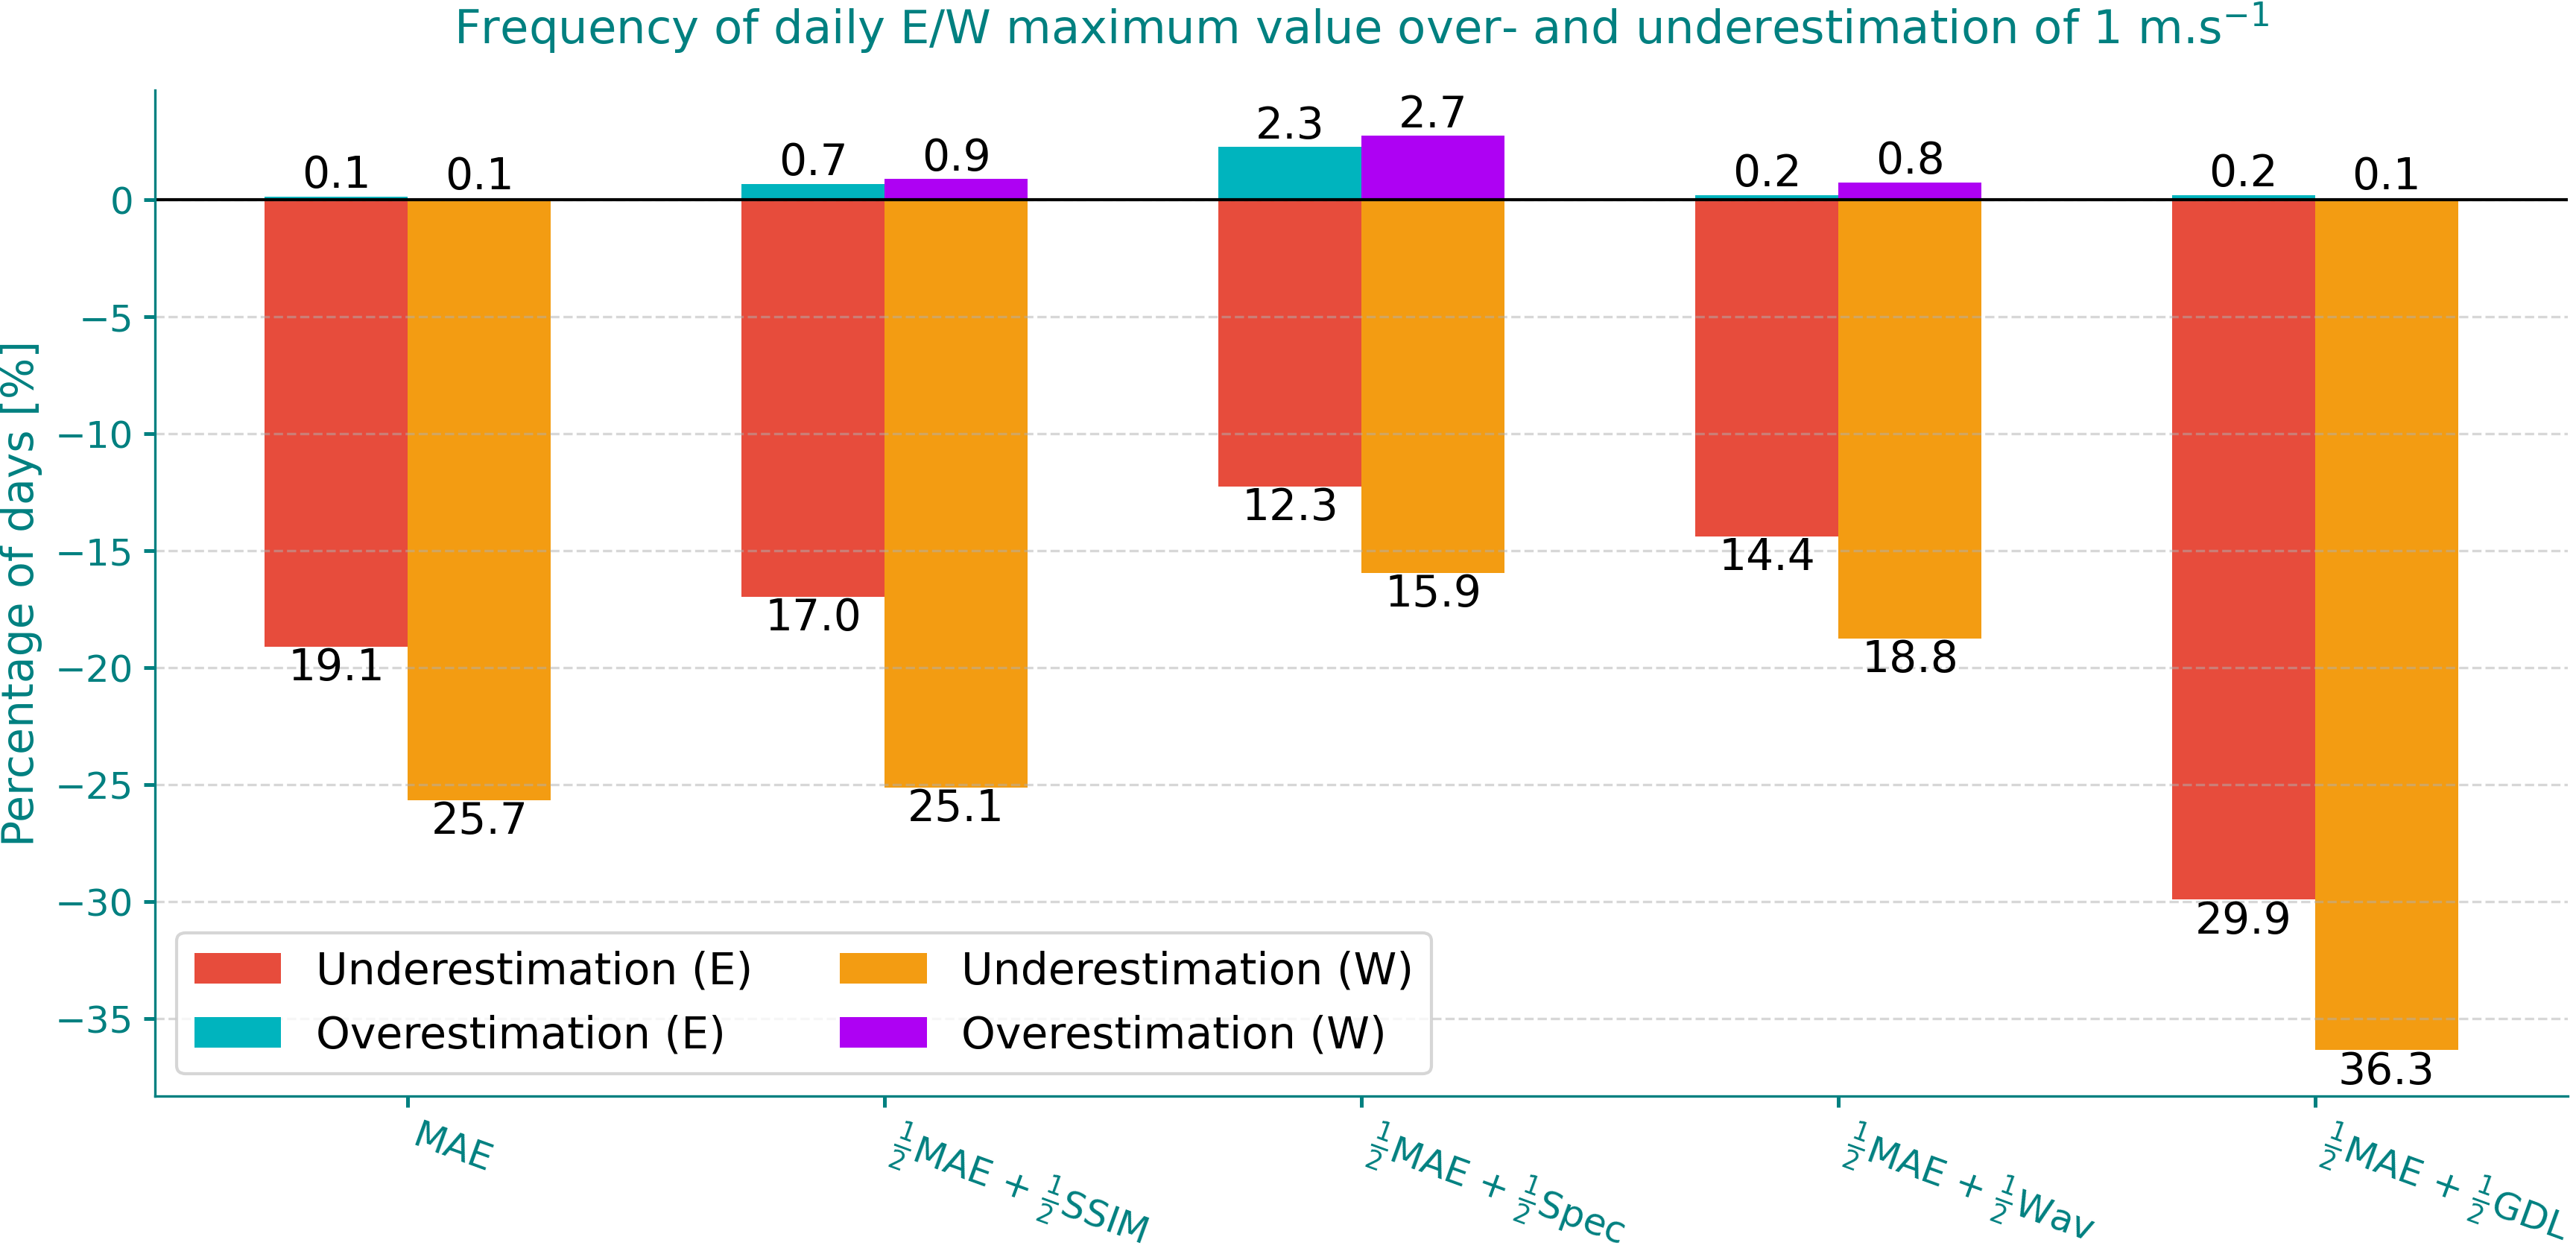 Frequency of daily E/W maximum value over- and underestimation of 1 m.s⁻¹
Percentage of days [%]
0
−5
−10
−15
−20
−25
−30
−35
0.1
0.1
0.7
0.9
2.3
2.7
0.2
0.8
0.2
0.1
19.1
25.7
17.0
25.1
12.3
15.9
14.4
18.8
29.9
36.3
Underestimation (E)
Overestimation (E)
Underestimation (W)
Overestimation (W)
MAE
½MAE + ½SSIM
½MAE + ½Spec
½MAE + ½Wav
½MAE + ½GDL